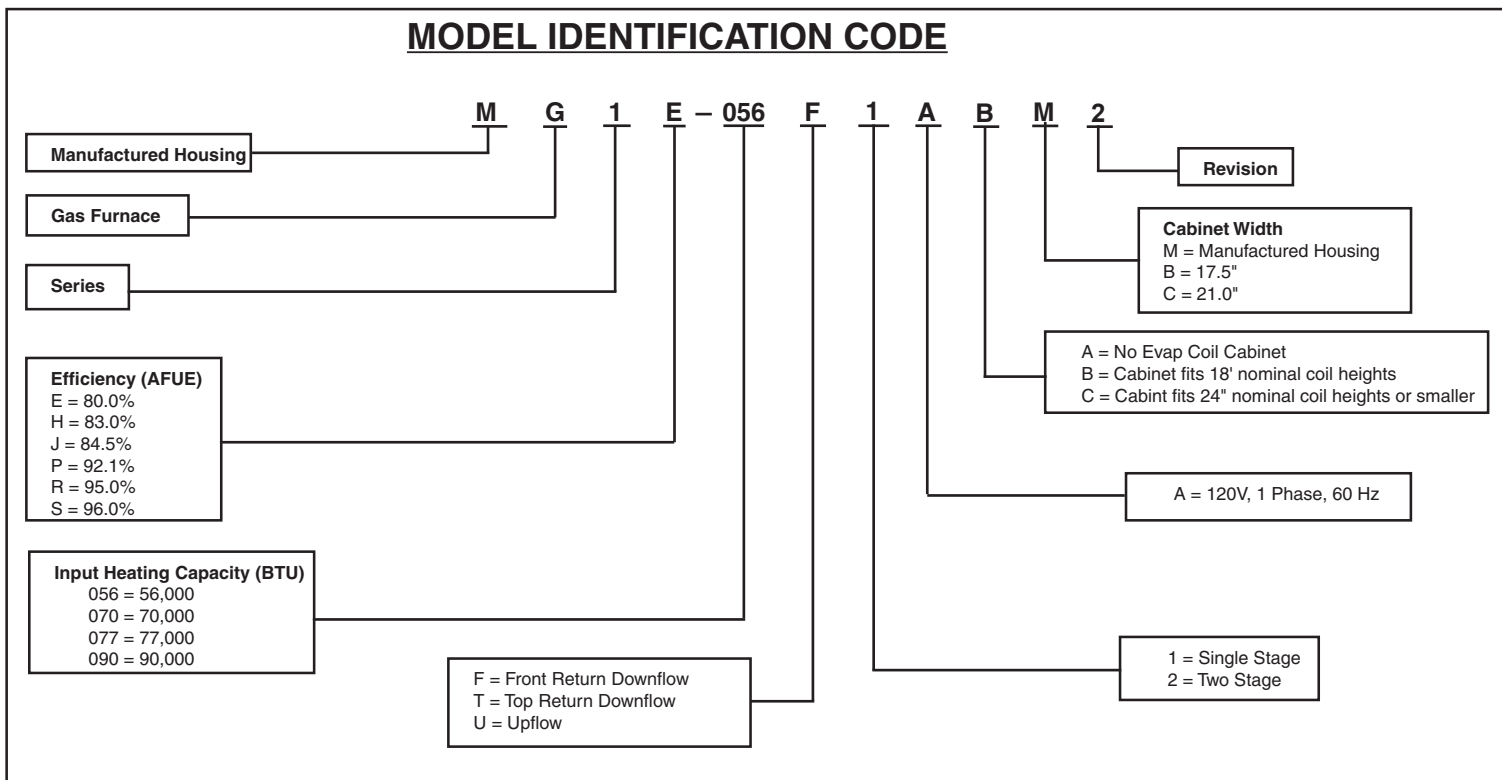 MODEL IDENTIFICATION CODE
M G 1 E – 056 F 1 A B M 2
Manufactured Housing
Gas Furnace
Series
Efficiency (AFUE)
E = 80.0%
H = 83.0%
J = 84.5%
P = 92.1%
R = 95.0%
S = 96.0%
Input Heating Capacity (BTU)
056 = 56,000
070 = 70,000
077 = 77,000
090 = 90,000
F = Front Return Downflow
T = Top Return Downflow
U = Upflow
Revision
Cabinet Width
M = Manufactured Housing
B = 17.5"
C = 21.0"
A = No Evap Coil Cabinet
B = Cabinet fits 18' nominal coil heights
C = Cabint fits 24" nominal coil heights or smaller
A = 120V, 1 Phase, 60 Hz
1 = Single Stage
2 = Two Stage